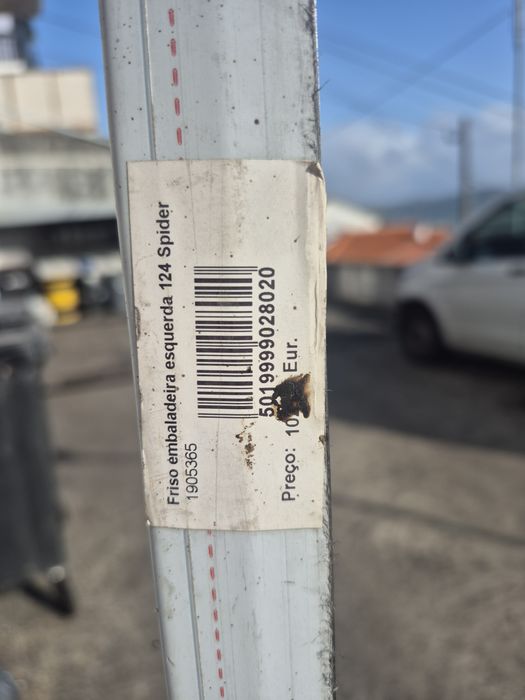 Friso embaladeira esquerda 124 Spider
1905365
5019999028020
Preço: Eur.